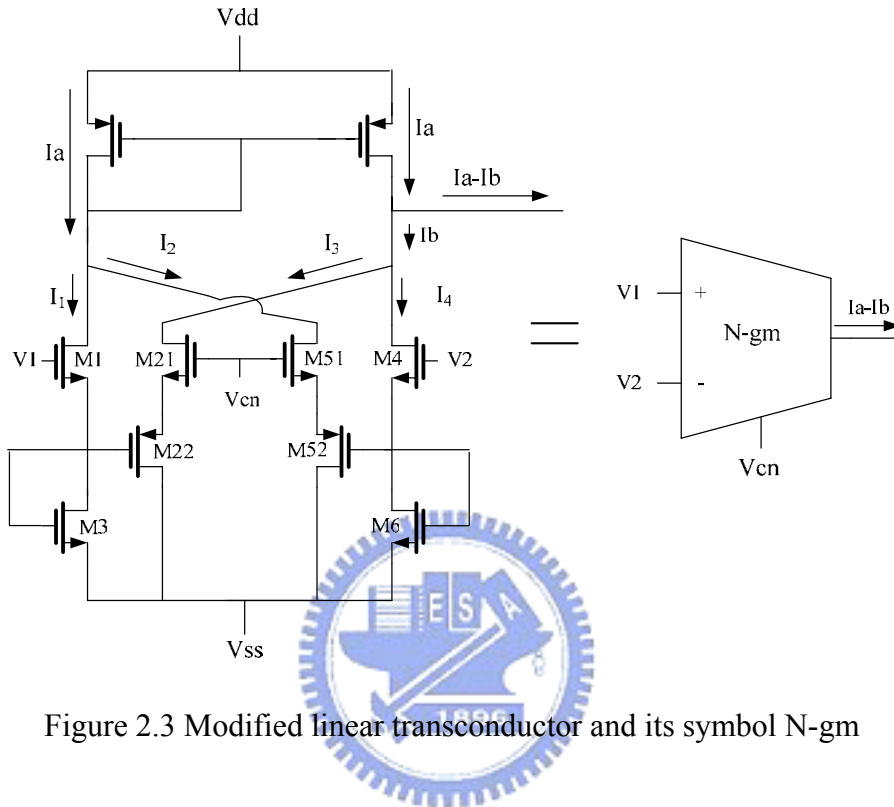 Vdd
Ia
Ia
Ia-Ib
I2
I3
Ib
I1
I4
V1
M1
M21
M51
M4
V2
Vcn
M22
M52
M3
M6
Vss
=
V1
+
N-gm
Ia-Ib
V2
-
Vcn
E S A
1896
Figure 2.3 Modified linear transconductor and its symbol N-gm